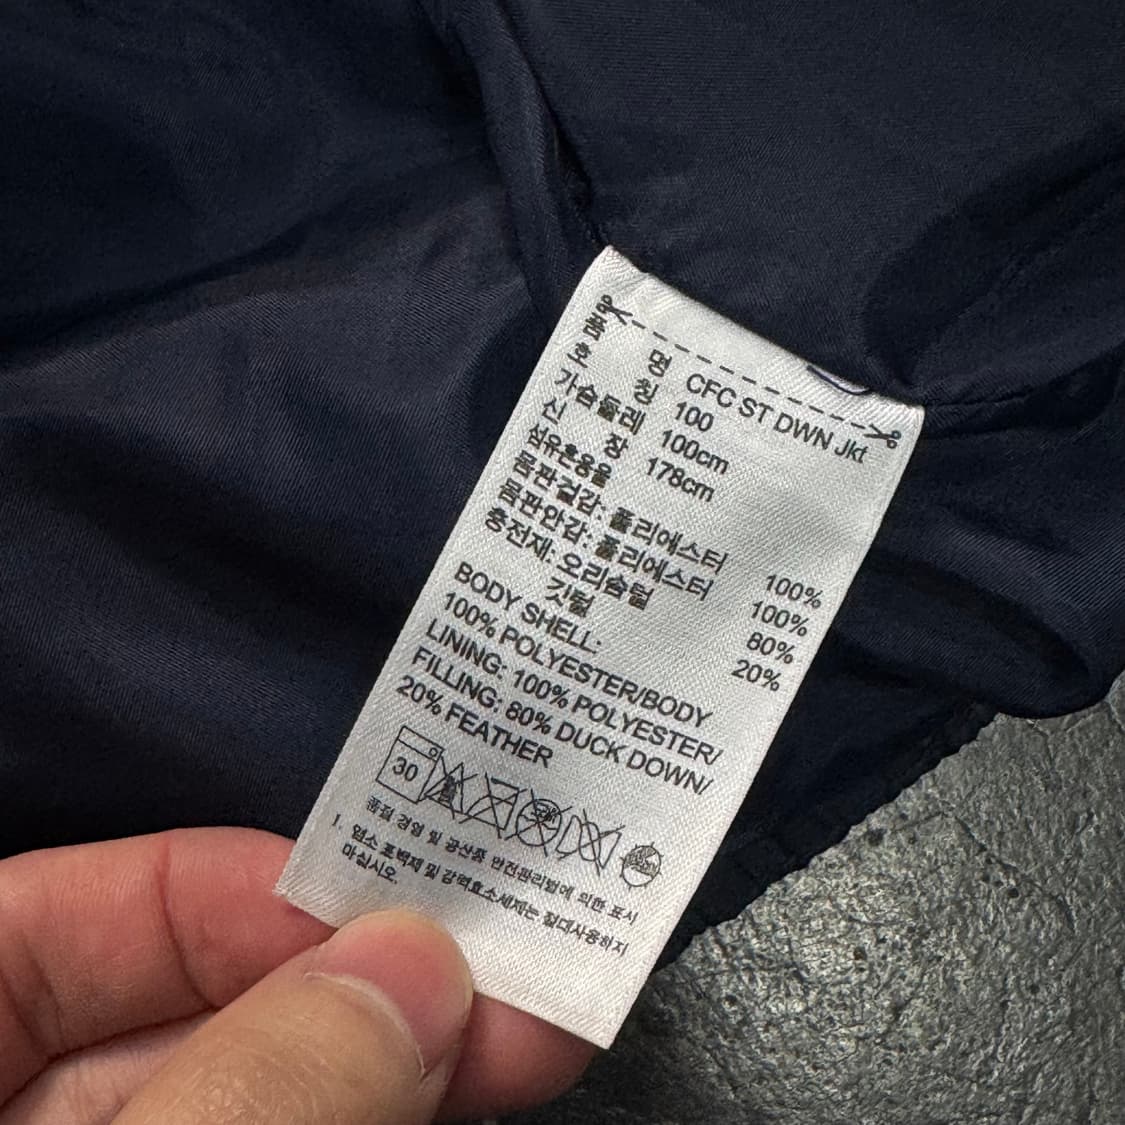 품 명 CFC ST DWN Jkt
호 칭 100
가슴둘레 100cm
신 장 178cm
섬유혼용율
몸판겉감: 폴리에스터 100%
몸판안감: 폴리에스터 100%
충전재: 오리솜털 80%
깃털 20%
BODY SHELL:
100% POLYESTER/BODY
LINING: 100% POLYESTER/
FILLING: 80% DUCK DOWN/
20% FEATHER
30
품질 경영 및 공산품 안전관리법에 의한 표시
1. 염소 표백제 및 강력효소세제는 절대사용하지
마십시오.